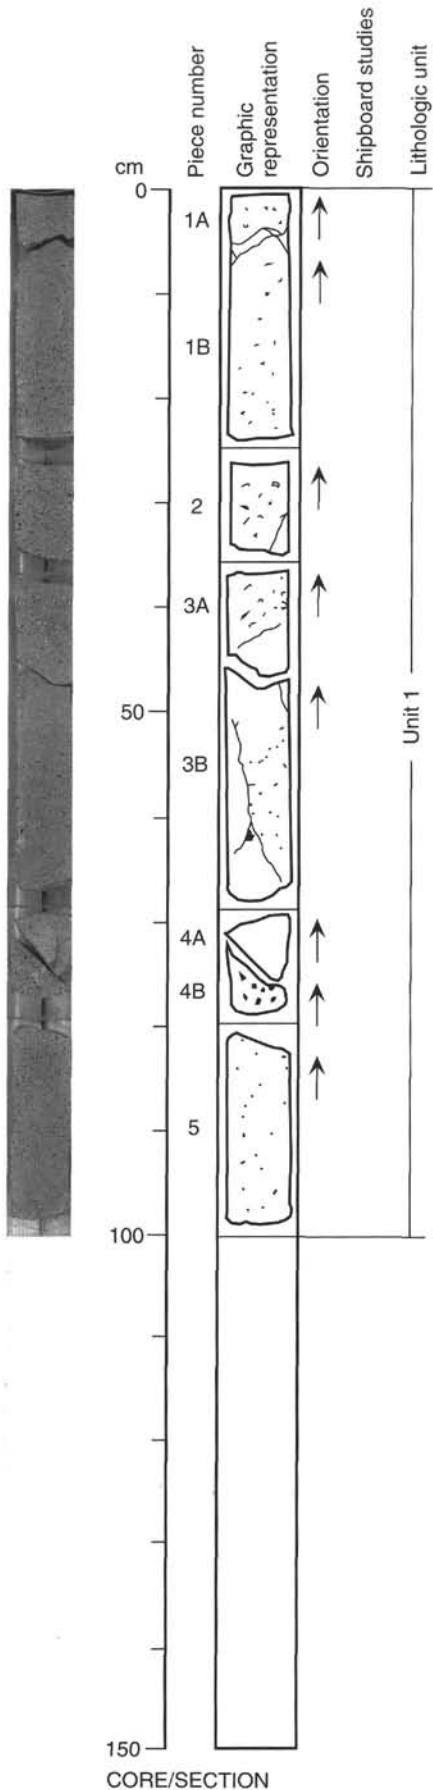 cm
Piece number
Graphic
representation
Orientation
Shipboard studies
Lithologic unit
0
1A
1B
2
3A
50
3B
Unit 1
4A
4B
5
100
150
CORE/SECTION